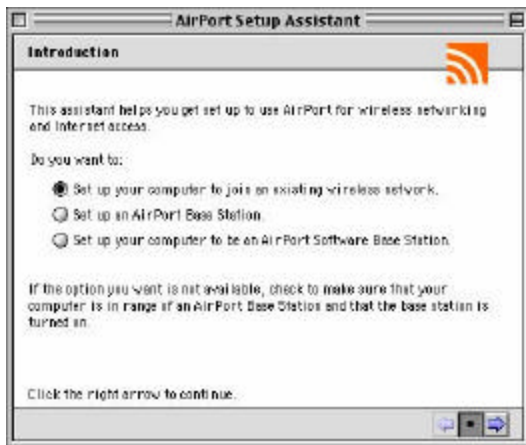 AirPort Setup Assistant
Introduction
This assistant helps you get set up to use AirPort for wireless networking
and Internet access.
Do you want to:
Set up your computer to join an existing wireless network.
Set up an AirPort Base Station.
Set up your computer to be an AirPort Software Base Station.
If the option you want is not available, check to make sure that your
computer is in range of an AirPort Base Station and that the base station is
turned on.
Click the right arrow to continue.